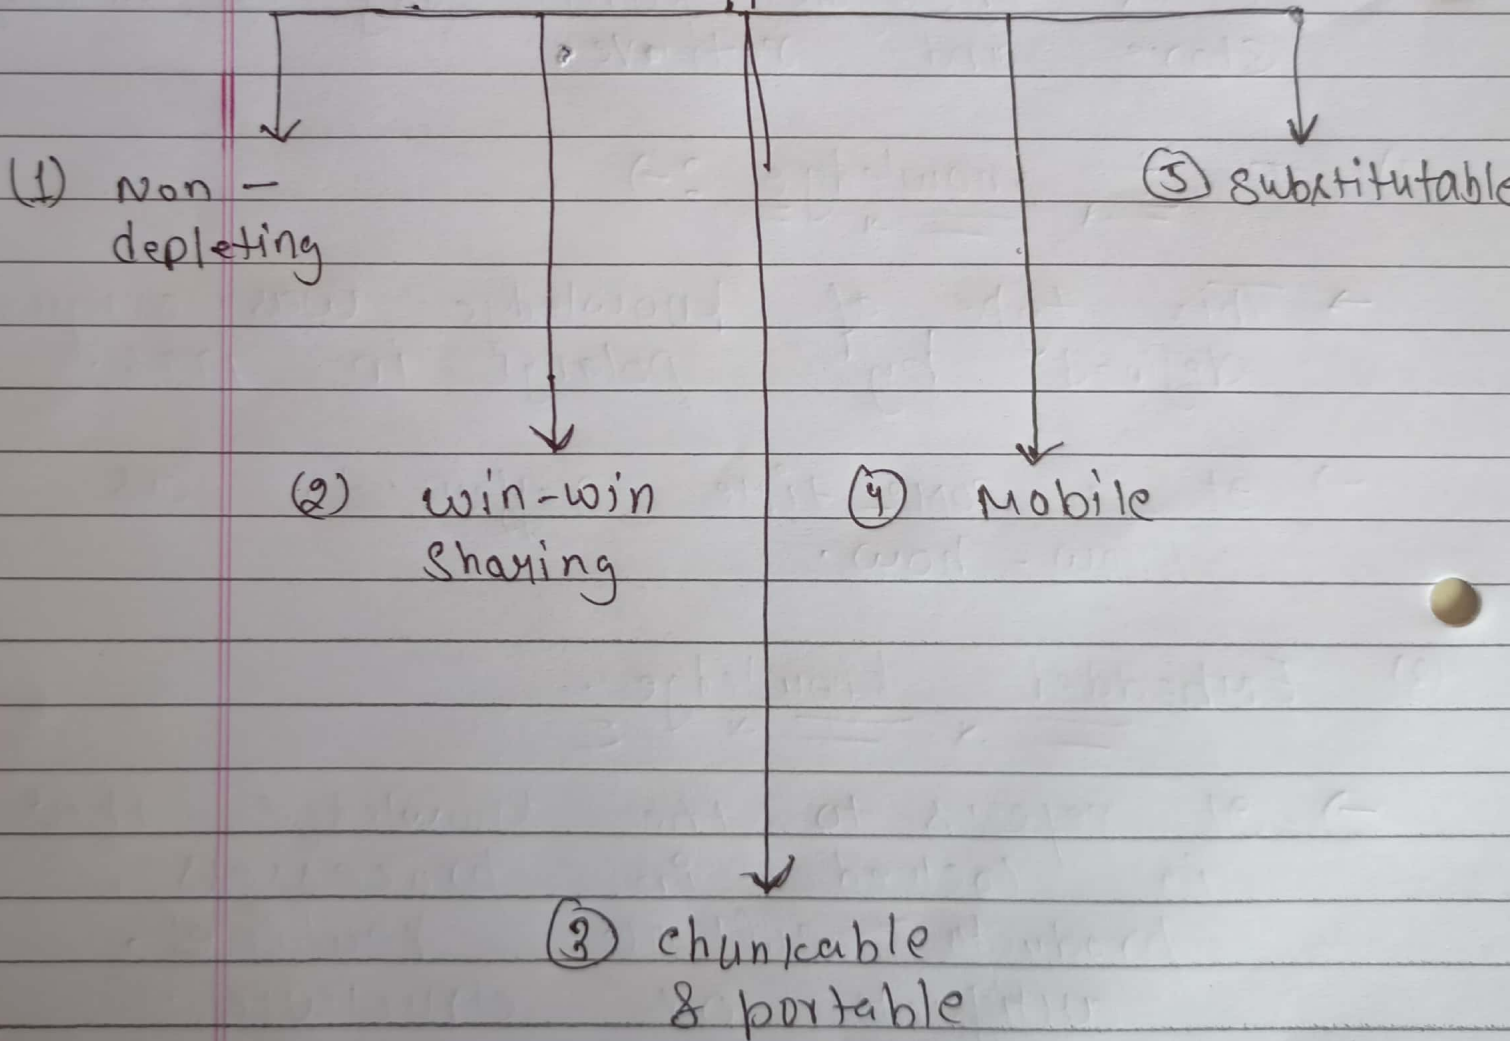 (1) Non -
depleting
(2) win-win
sharing
(3) chunkable
& portable
(4) Mobile
(5) substitutable